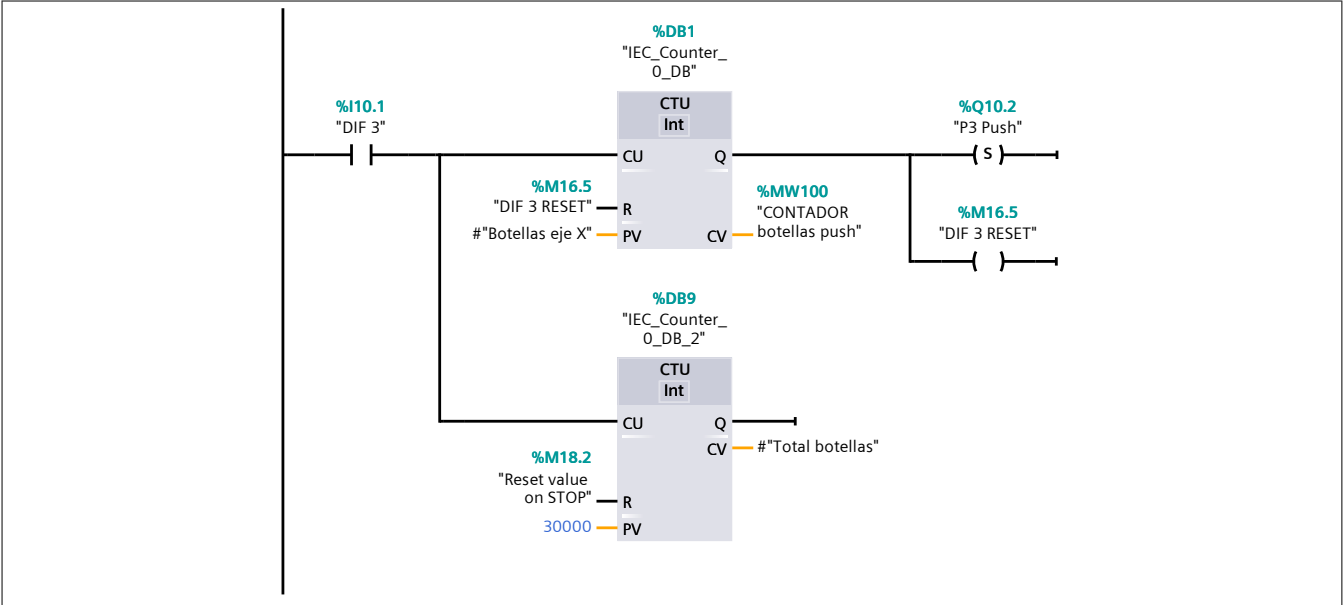 %DB1
"IEC_Counter_
0_DB"
%I10.1
"DIF 3"
CTU
Int
%Q10.2
"P3 Push"
CU
Q
S
%M16.5
"DIF 3 RESET"
R
%MW100
"CONTADOR
botellas push"
#"Botellas eje X"
PV
CV
%M16.5
"DIF 3 RESET"
%DB9
"IEC_Counter_
0_DB_2"
CTU
Int
CU
Q
CV
#"Total botellas"
%M18.2
"Reset value
on STOP"
R
30000
PV